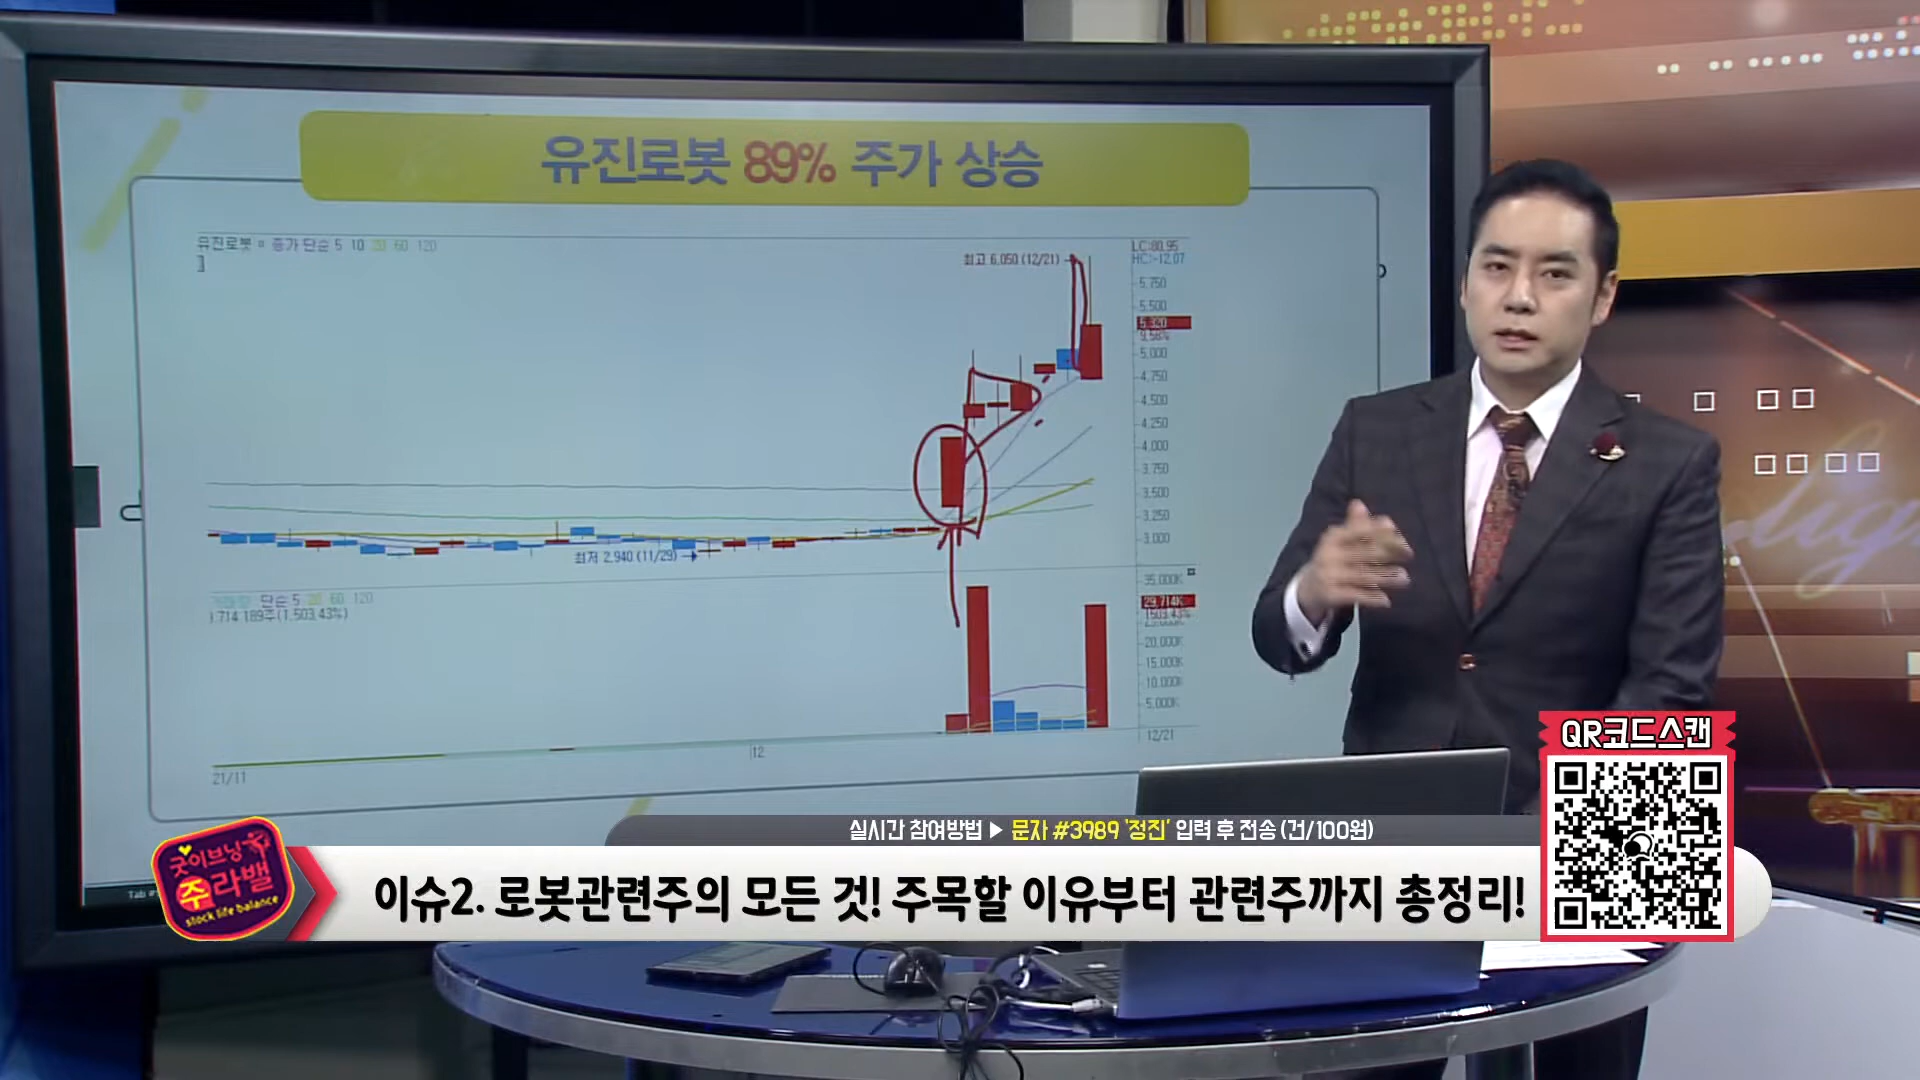 유진로봇 89% 주가 상승
유진로봇 종가 단순 5 10 20 60 120
최고 6,050 (12/21)
LC:80.95
HC:-12.07
5,750
5,500
5,320
9.58%
5,000
4,750
4,500
4,250
4,000
3,750
3,500
3,250
3,000
최저 2,940 (11/29)
거래량 단순 5 20 60 120
714 189주(1,503.43%)
35,000K
29,714K
1503.43%
20,000K
15,000K
10,000K
5,000K
21/11
12
12/21
QR코드스캔
실시간 참여방법 ▶ 문자 #3989 '정진' 입력 후 전송 (건/100원)
굿이브닝
주라밸
stock life balance
이슈2. 로봇관련주의 모든 것! 주목할 이유부터 관련주까지 총정리!